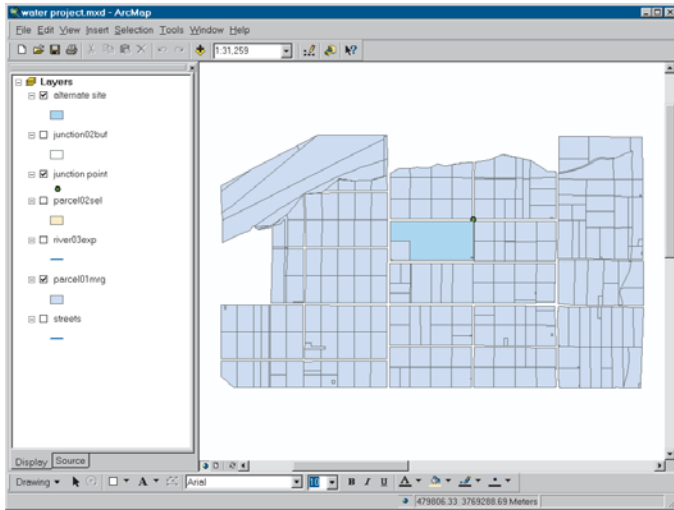 water project.mxd - ArcMap
File Edit View Insert Selection Tools Window Help
1:31,259
Layers
alternate site
junction02buf
junction point
parcel02sel
river03exp
parcel01mrg
streets
Display Source
Drawing A Arial 10 B I U A
479806.33 3769288.69 Meters